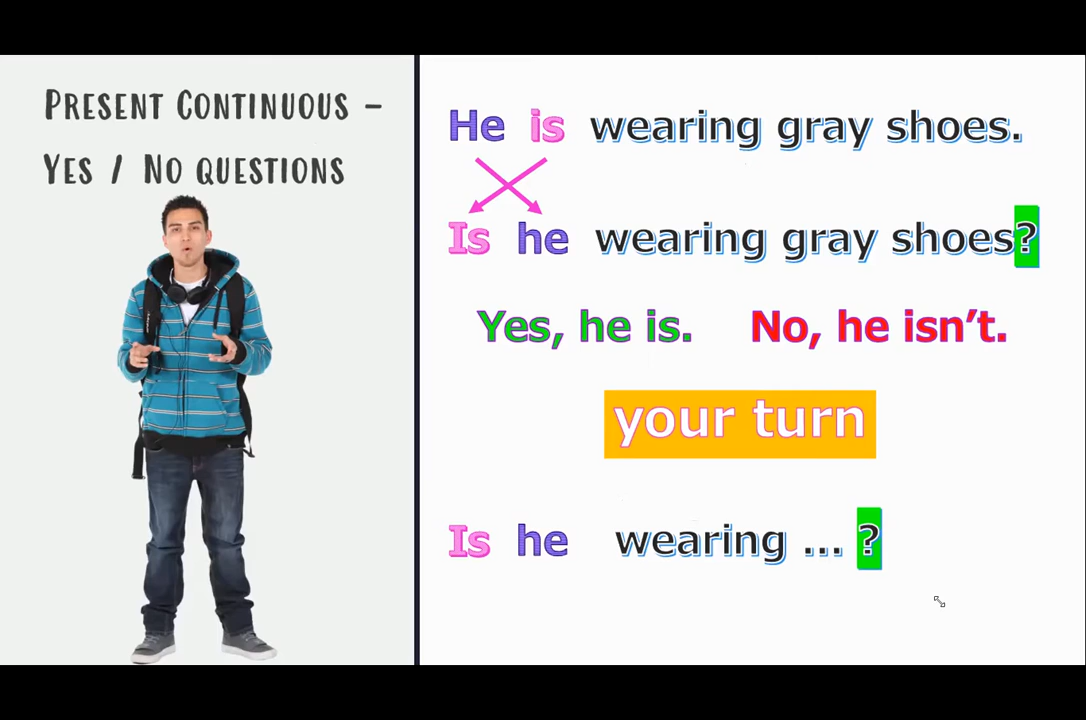 Present Continuous –
Yes / No questions
He is wearing gray shoes.
Is he wearing gray shoes?
Yes, he is. No, he isn’t.
your turn
Is he wearing ... ?